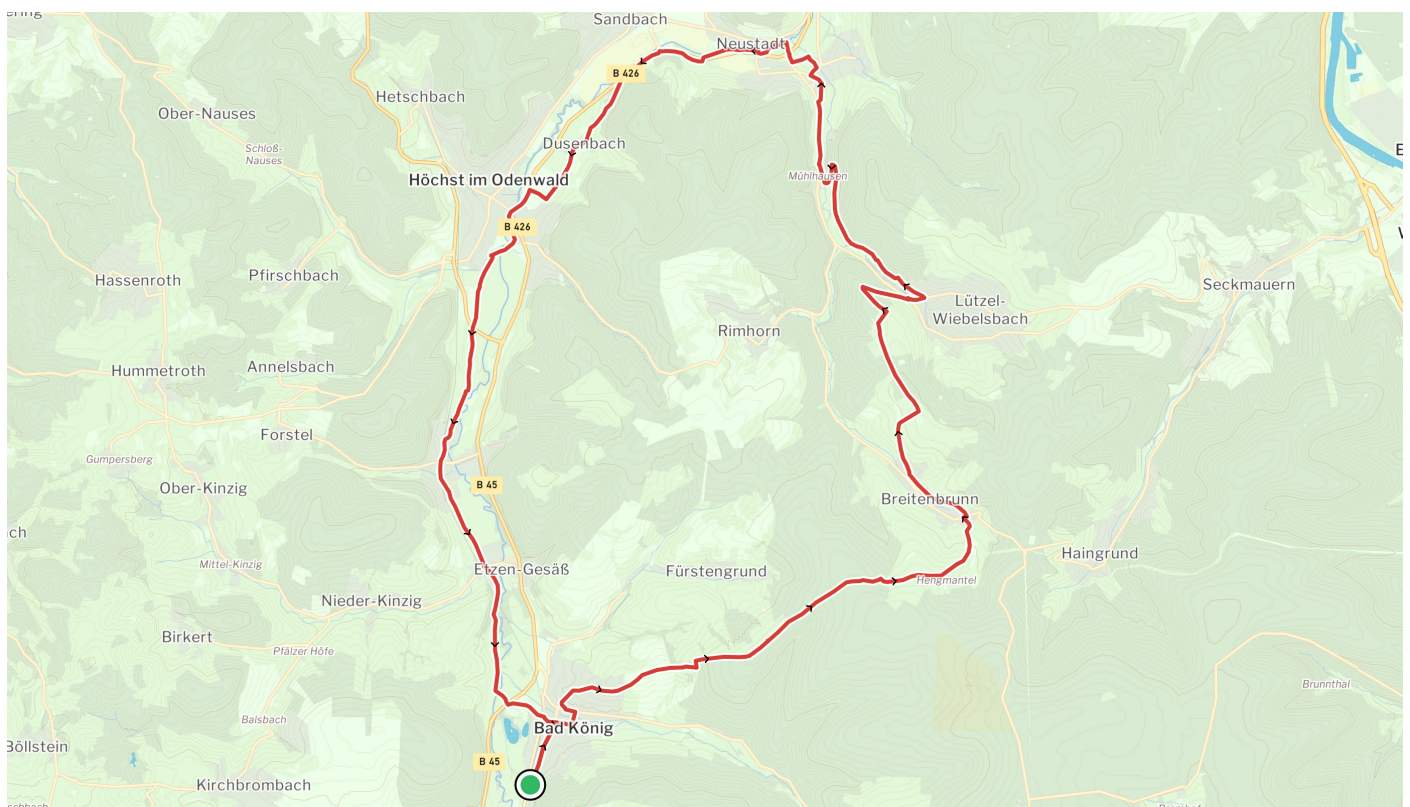 Sandbach
Neustadt
B 426
Hetschbach
Ober-Nauses
Dusenbach
Schloß-
Nauses
Mühlhausen
Höchst im Odenwald
B 426
Pfirschbach
Hassenroth
Seckmauern
Lützel-
Wiebelsbach
Rimhorn
Annelsbach
Hummetroth
Forstel
Gumpersberg
B 45
Ober-Kinzig
Breitenbrunn
Haingrund
Mittel-Kinzig
Etzen-Gesäß
Fürstengrund
Hengmantel
Nieder-Kinzig
Birkert
Pfälzer Höfe
Brunnthal
Balsbach
Bad König
Böllstein
B 45
Kirchbrombach